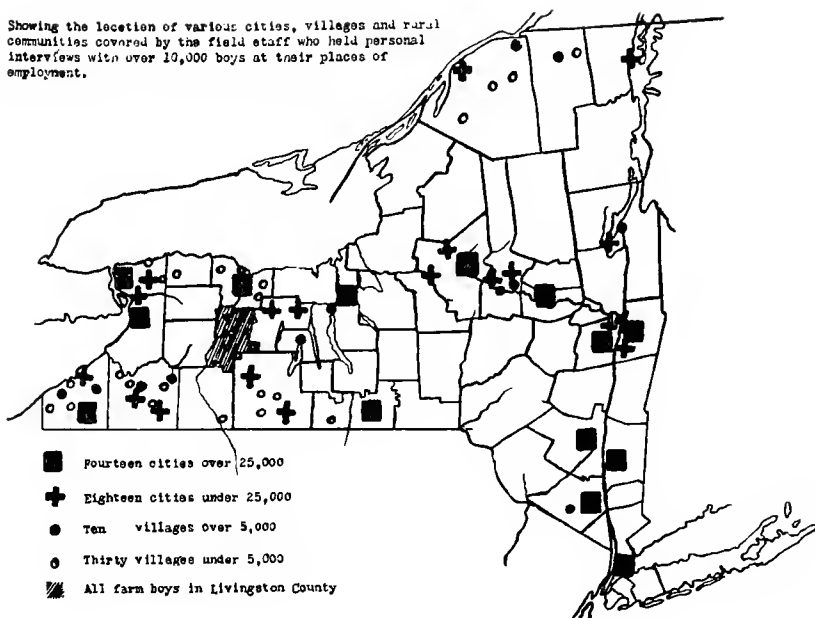 Showing the location of various cities, villages and rural
communities covered by the field staff who held personal
interviews with over 10,000 boys at their places of
employment.
Fourteen cities over 25,000
Eighteen cities under 25,000
Ten villages over 5,000
Thirty villages under 5,000
All farm boys in Livingston County